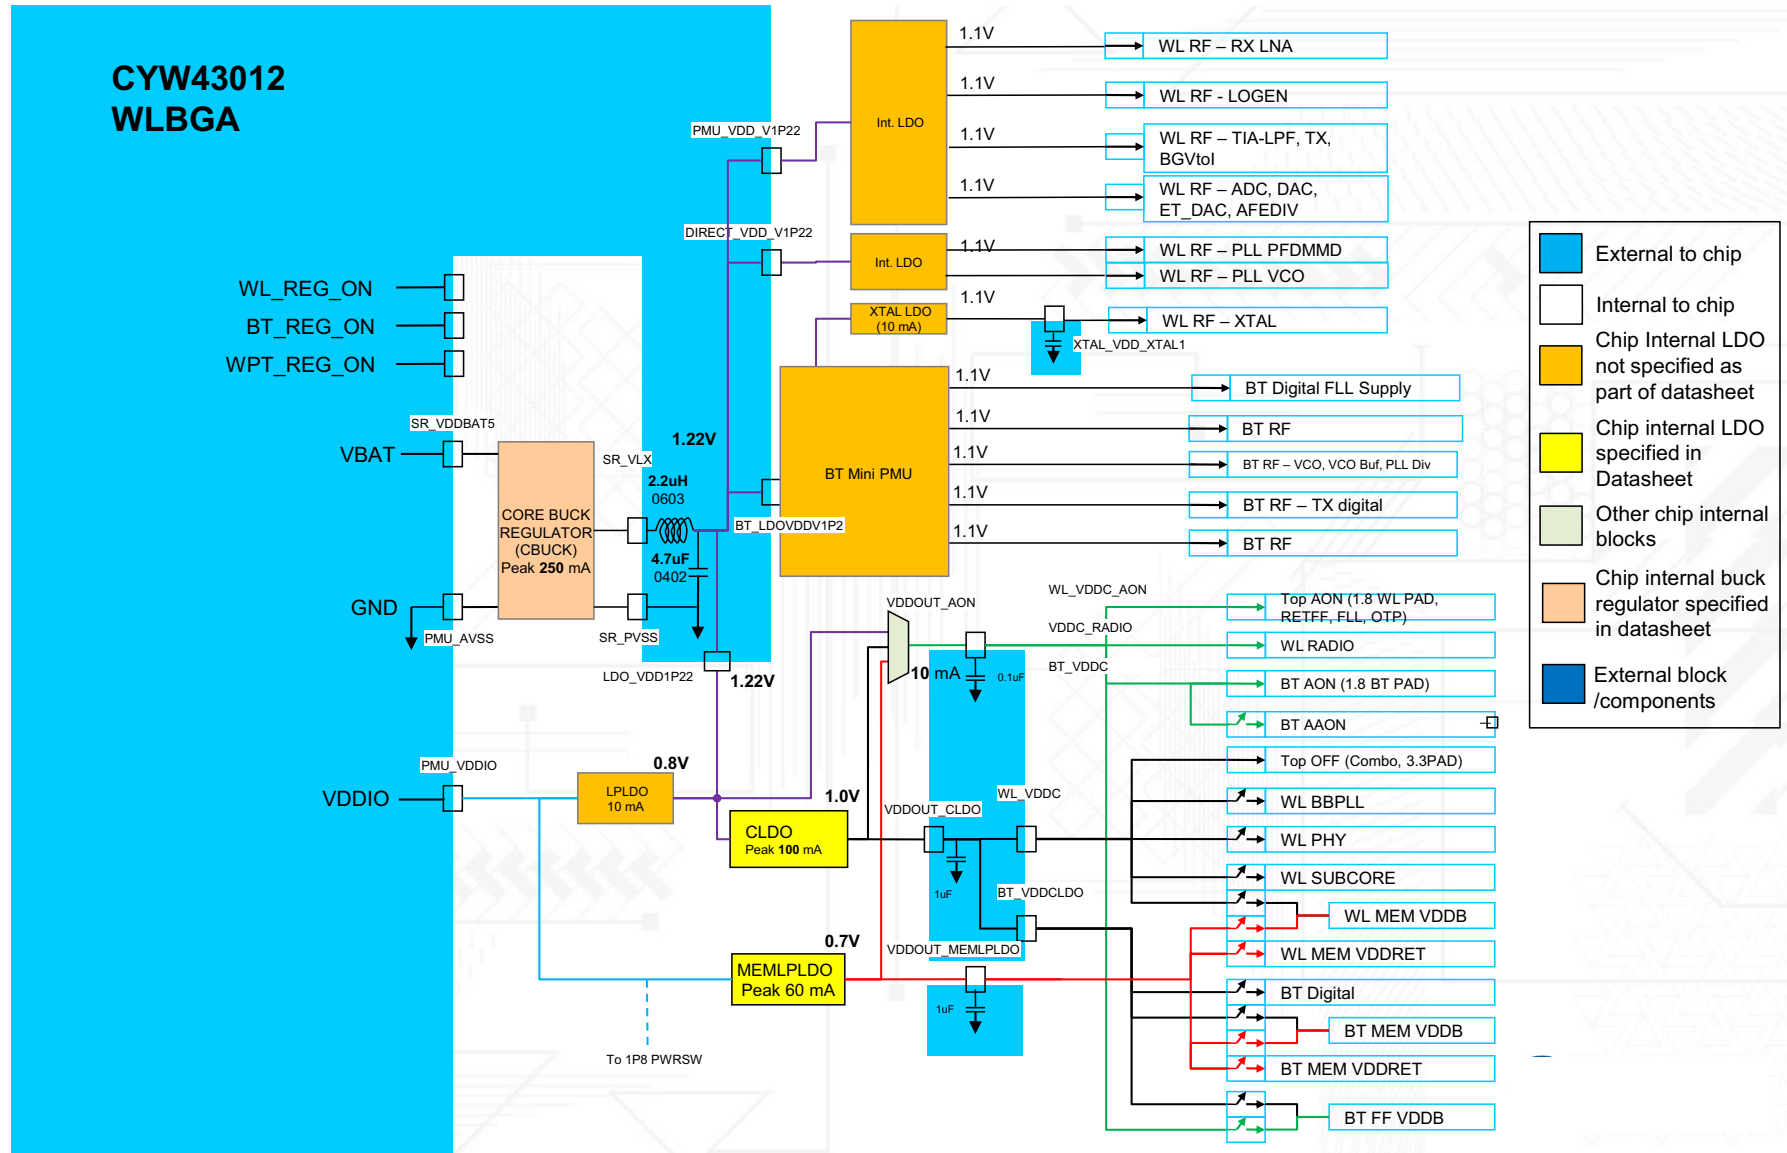 CYW43012
WLBGA
WL_REG_ON
BT_REG_ON
WPT_REG_ON
SR_VDDBAT5
VBAT
CORE BUCK
REGULATOR
(CBUCK)
Peak 250 mA
GND
PMU_AVSS
SR_VLX
2.2uH
0603
4.7uF
0402
SR_PVSS
1.22V
LDO_VDD1P22
1.22V
PMU_VDD_V1P22
DIRECT_VDD_V1P22
BT_LDOVDDV1P2
Int. LDO
1.1V
WL RF – RX LNA
1.1V
WL RF - LOGEN
1.1V
WL RF – TIA-LPF, TX,
BGVtoI
1.1V
WL RF – ADC, DAC,
ET_DAC, AFEDIV
Int. LDO
1.1V
WL RF – PLL PFDMMD
WL RF – PLL VCO
XTAL LDO
(10 mA)
1.1V
WL RF – XTAL
XTAL_VDD_XTAL1
BT Mini PMU
1.1V
BT Digital FLL Supply
1.1V
BT RF
1.1V
BT RF – VCO, VCO Buf, PLL Div
1.1V
BT RF – TX digital
1.1V
BT RF
VDDOUT_AON
10 mA
0.1uF
WL_VDDC_AON
VDDC_RADIO
BT_VDDC
Top AON (1.8 WL PAD,
RETFF, FLL, OTP)
WL RADIO
BT AON (1.8 BT PAD)
BT AAON
Top OFF (Combo, 3.3PAD)
WL BBPLL
WL PHY
WL SUBCORE
WL MEM VDDB
WL MEM VDDRET
BT Digital
BT MEM VDDB
BT MEM VDDRET
BT FF VDDB
VDDIO
PMU_VDDIO
LPLDO
10 mA
0.8V
1.0V
CLDO
Peak 100 mA
VDDOUT_CLDO
WL_VDDC
1uF
BT_VDDCLDO
0.7V
MEMLPLDO
Peak 60 mA
VDDOUT_MEMLPLDO
1uF
To 1P8 PWRSW
External to chip
Internal to chip
Chip Internal LDO
not specified as
part of datasheet
Chip internal LDO
specified in
Datasheet
Other chip internal
blocks
Chip internal buck
regulator specified
in datasheet
External block
/components